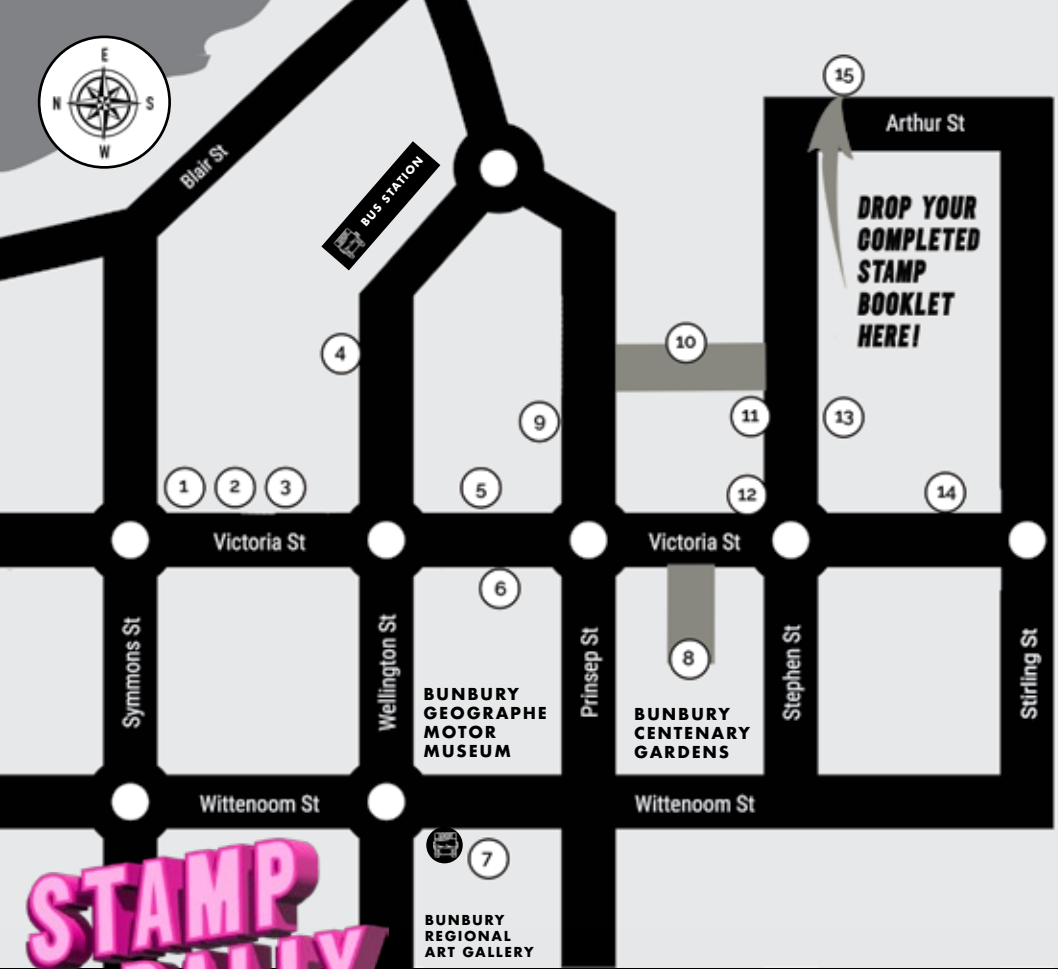 E
N
S
W
15
Arthur St
Blair St
BUS STATION
DROP YOUR
COMPLETED
STAMP
BOOKLET
HERE!
4
10
9
11
13
1
2
3
5
12
14
Victoria St
Victoria St
6
8
Symmons St
Wellington St
Prinsep St
Stephen St
Stirling St
BUNBURY
GEOGRAPHE
MOTOR
MUSEUM
BUNBURY
CENTENARY
GARDENS
Wittenoom St
Wittenoom St
7
BUNBURY
REGIONAL
ART GALLERY
STAMP
RALLY